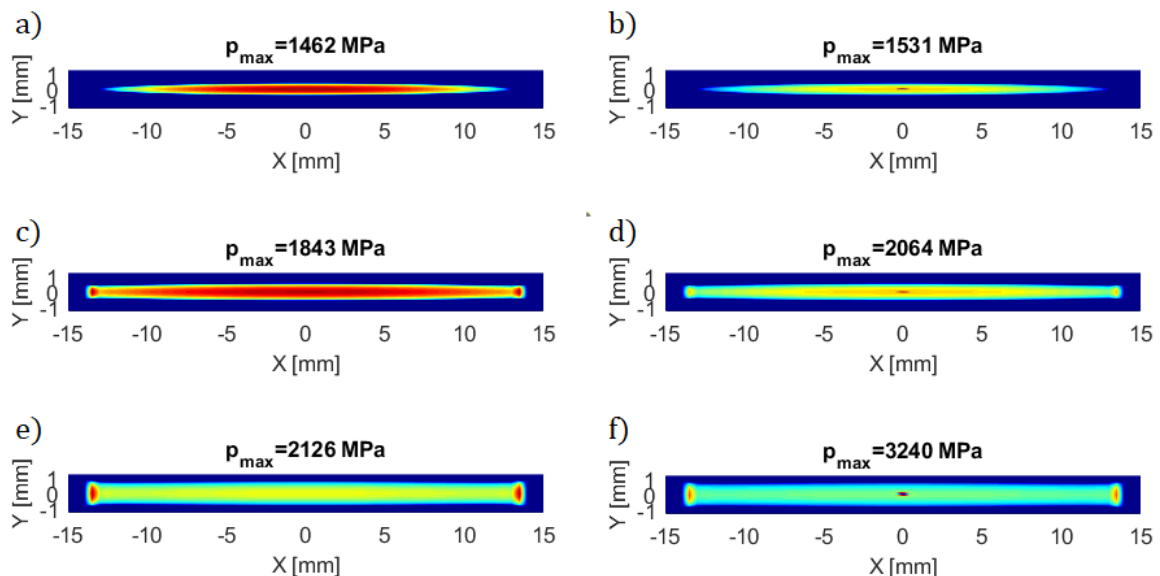 a)
p_max=1462 MPa
Y [mm]
1
0
-1
-15 -10 -5 0 5 10 15
X [mm]
b)
p_max=1531 MPa
Y [mm]
1
0
-1
-15 -10 -5 0 5 10 15
X [mm]
c)
p_max=1843 MPa
Y [mm]
1
0
-1
-15 -10 -5 0 5 10 15
X [mm]
d)
p_max=2064 MPa
Y [mm]
1
0
-1
-15 -10 -5 0 5 10 15
X [mm]
e)
p_max=2126 MPa
Y [mm]
1
0
-1
-15 -10 -5 0 5 10 15
X [mm]
f)
p_max=3240 MPa
Y [mm]
1
0
-1
-15 -10 -5 0 5 10 15
X [mm]